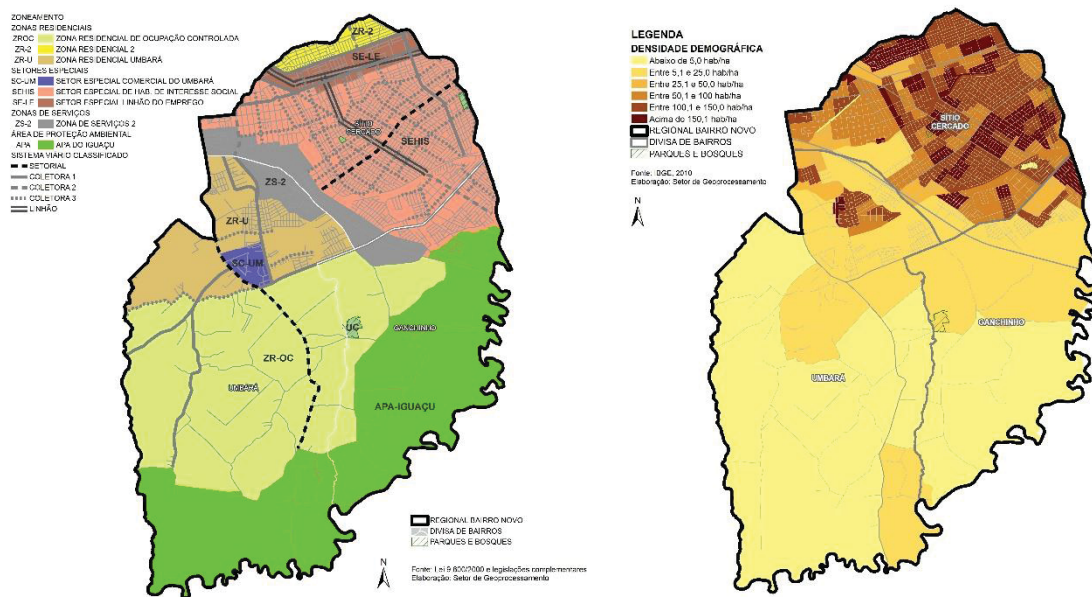 ZONEAMENTO
ZONAS RESIDENCIAIS
ZROC ZONA RESIDENCIAL DE OCUPAÇÃO CONTROLADA
ZR-2 ZONA RESIDENCIAL 2
ZR-U ZONA RESIDENCIAL UMBARÁ
SETORES ESPECIAIS
SC-UM SETOR ESPECIAL COMERCIAL DO UMBARÁ
SEHIS SETOR ESPECIAL DE HAB. DE INTERESSE SOCIAL
SE-LE SETOR ESPECIAL LINHÃO DO EMPREGO
ZONAS DE SERVIÇOS
ZS-2 ZONA DE SERVIÇOS 2
ÁREA DE PROTEÇÃO AMBIENTAL
APA APA DO IGUAÇU
SISTEMA VIÁRIO CLASSIFICADO
SETORIAL
COLETORA 1
COLETORA 2
COLETORA 3
LINHÃO
ZR-2
SE-LE
SÍTIO
CERCADO
SEHIS
ZS-2
ZR-U
SC-UM
UC
GANCHINHO
ZR-OC
UMBARÁ
APA-IGUAÇU
REGIONAL BAIRRO NOVO
DIVISA DE BAIRROS
PARQUES E BOSQUES
N
Fonte: Lei 9.800/2000 e legislações complementares
Elaboração: Setor de Geoprocessamento
LEGENDA
DENSIDADE DEMOGRÁFICA
Abaixo de 5,0 hab/ha
Entre 5,1 e 25,0 hab/ha
Entre 25,1 e 50,0 hab/ha
Entre 50,1 e 100 hab/ha
Entre 100,1 e 150,0 hab/ha
Acima de 150,1 hab/ha
REGIONAL BAIRRO NOVO
DIVISA DE BAIRROS
PARQUES E BOSQUES
Fonte: IBGE, 2010
Elaboração: Setor de Geoprocessamento
N
SÍTIO
CERCADO
GANCHINHO
UMBARÁ